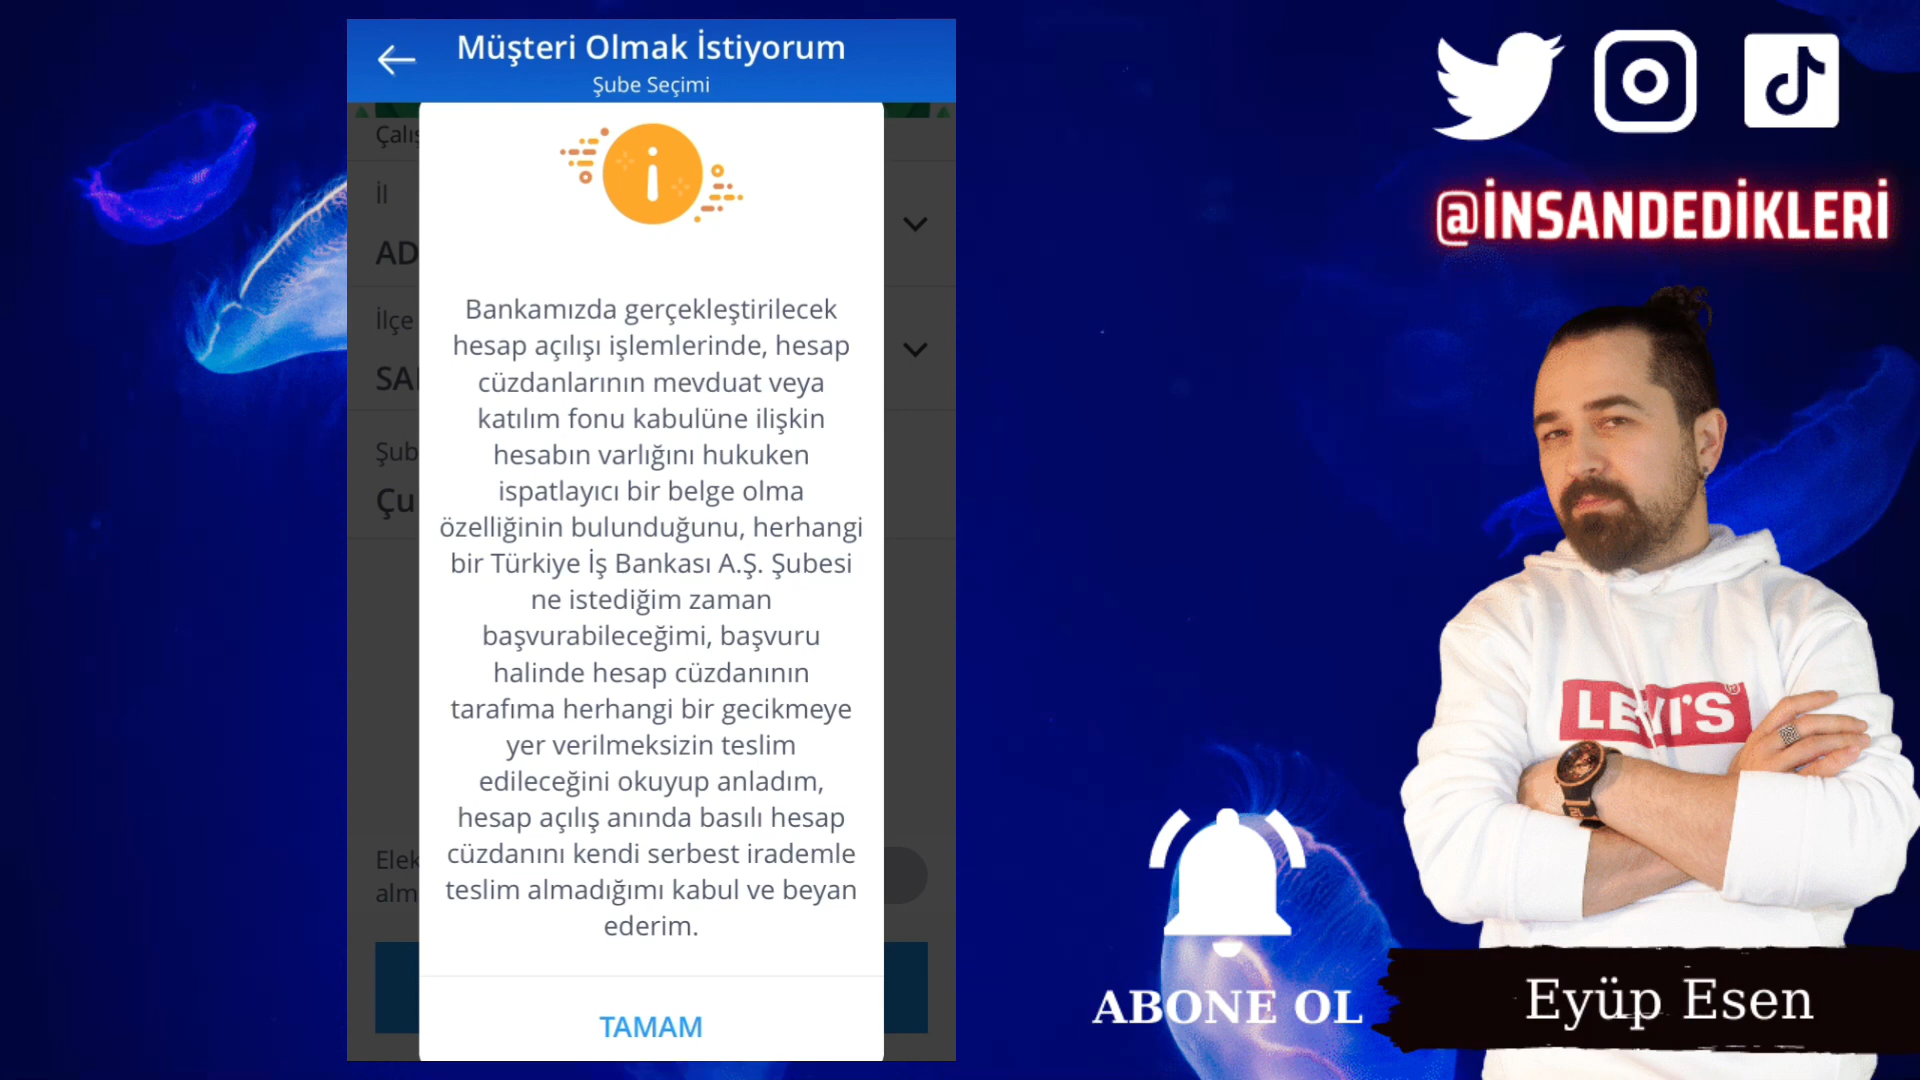 Müşteri Olmak İstiyorum
Şube Seçimi
İl
İlçe
Bankamızda gerçekleştirilecek
hesap açılışı işlemlerinde, hesap
cüzdanlarının mevduat veya
katılım fonu kabulüne ilişkin
hesabın varlığını hukuken
ispatlayıcı bir belge olma
özelliğinin bulunduğunu, herhangi
bir Türkiye İş Bankası A.Ş. Şubesi
ne istediğim zaman
başvurabileceğimi, başvuru
halinde hesap cüzdanının
tarafıma herhangi bir gecikmeye
yer verilmeksizin teslim
edileceğini okuyup anladım,
hesap açılış anında basılı hesap
cüzdanını kendi serbest irademle
teslim almadığımı kabul ve beyan
ederim.
TAMAM
@İNSANDEDİKLERİ
LEVI'S®
ABONE OL
Eyüp Esen